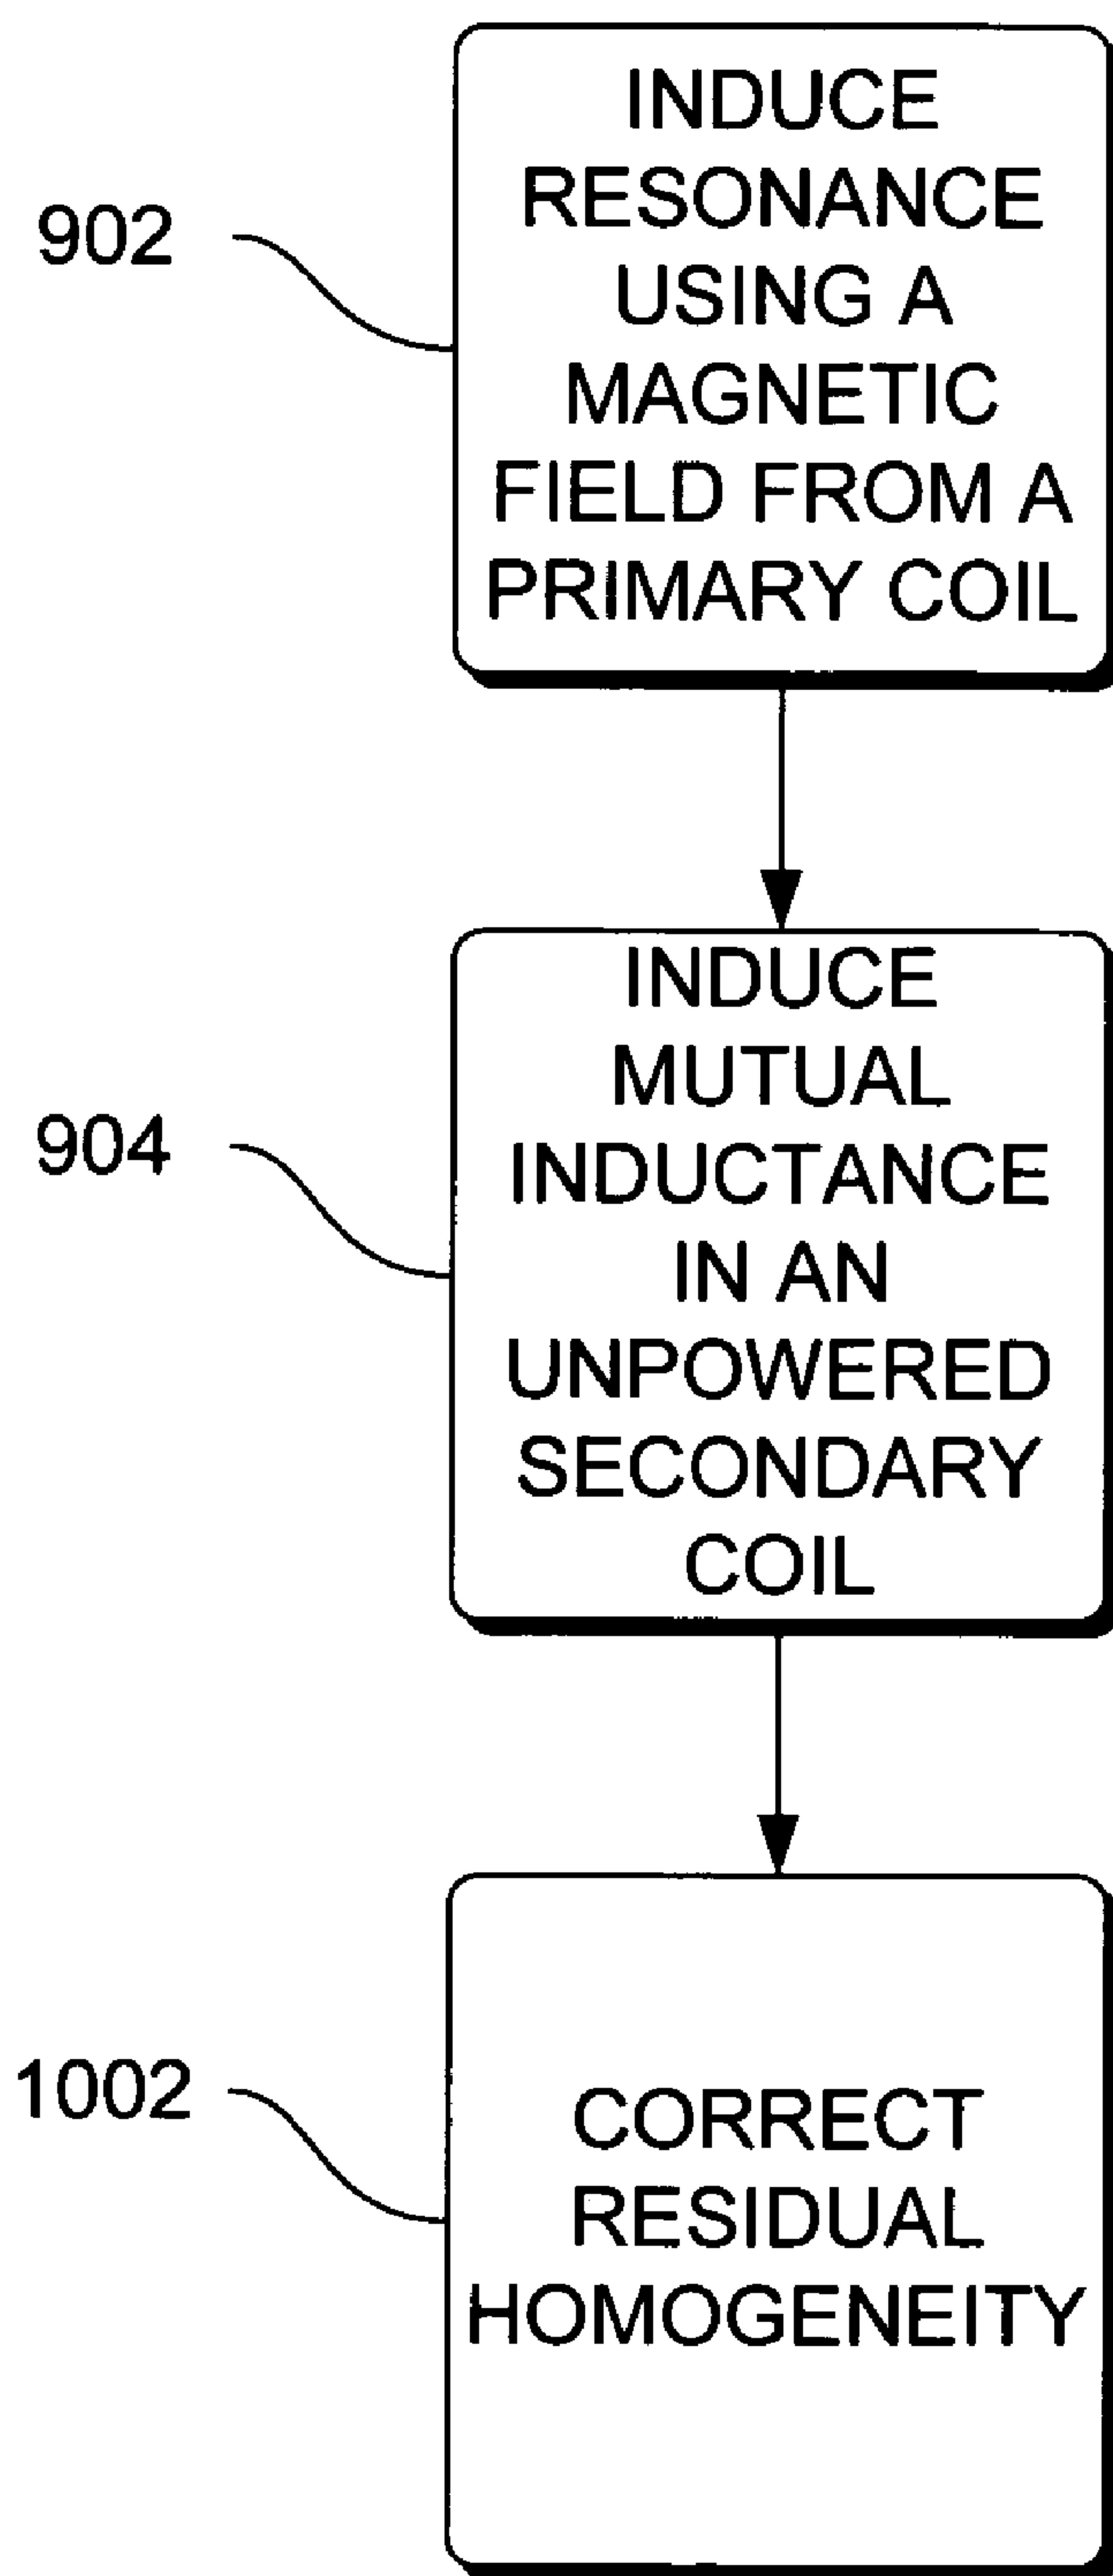 902
INDUCE
RESONANCE
USING A
MAGNETIC
FIELD FROM A
PRIMARY COIL
904
INDUCE
MUTUAL
INDUCTANCE
IN AN
UNPOWERED
SECONDARY
COIL
1002
CORRECT
RESIDUAL
HOMOGENEITY